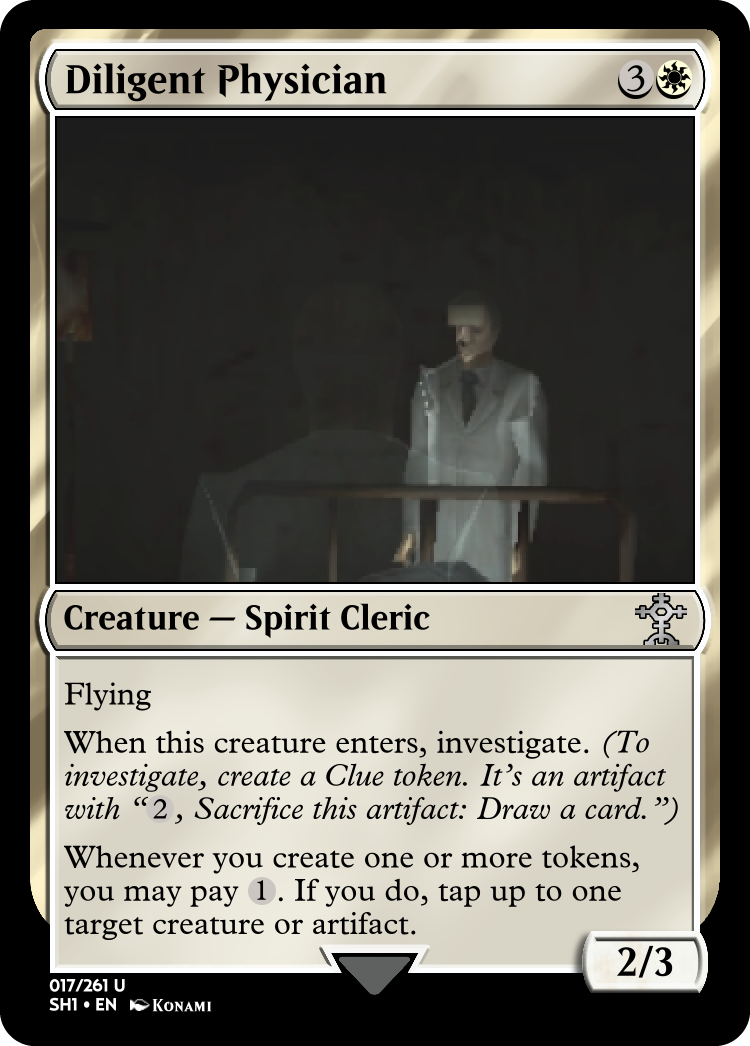 Diligent Physician 3
Creature — Spirit Cleric
Flying
When this creature enters, investigate. (To
investigate, create a Clue token. It's an artifact
with “2, Sacrifice this artifact: Draw a card.”)
Whenever you create one or more tokens,
you may pay 1. If you do, tap up to one
target creature or artifact.
2/3
017/261 U
SH1 • EN KONAMI